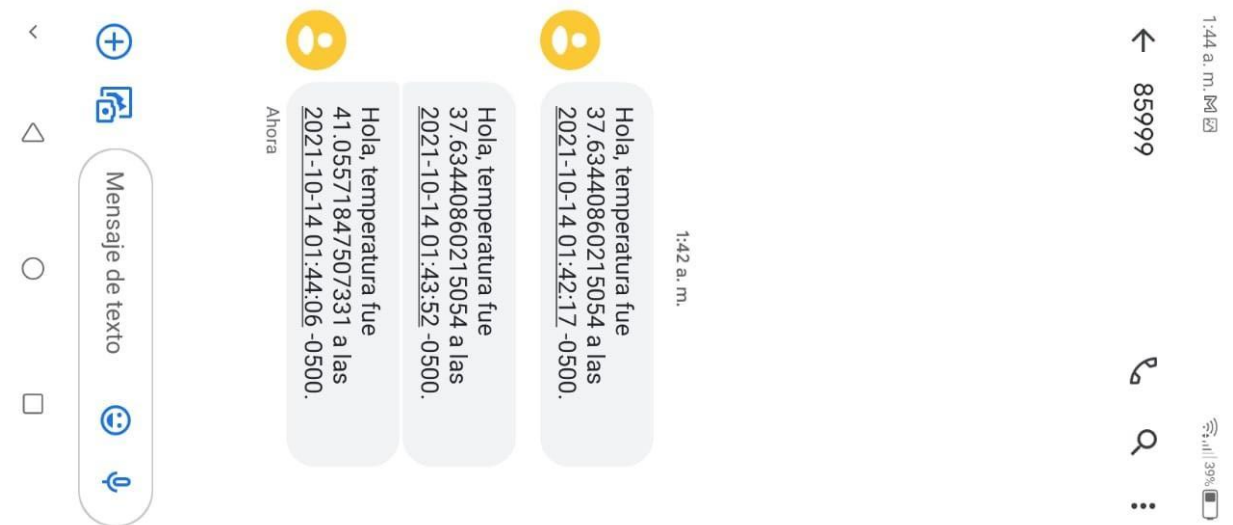 1:44 a. m.
39%
85999
1:42 a. m.
Hola, temperatura fue
37.63440860215054 a las
2021-10-14 01:42:17 -0500.
Hola, temperatura fue
37.63440860215054 a las
2021-10-14 01:43:52 -0500.
Hola, temperatura fue
41.05571847507331 a las
2021-10-14 01:44:06 -0500.
Ahora
Mensaje de texto